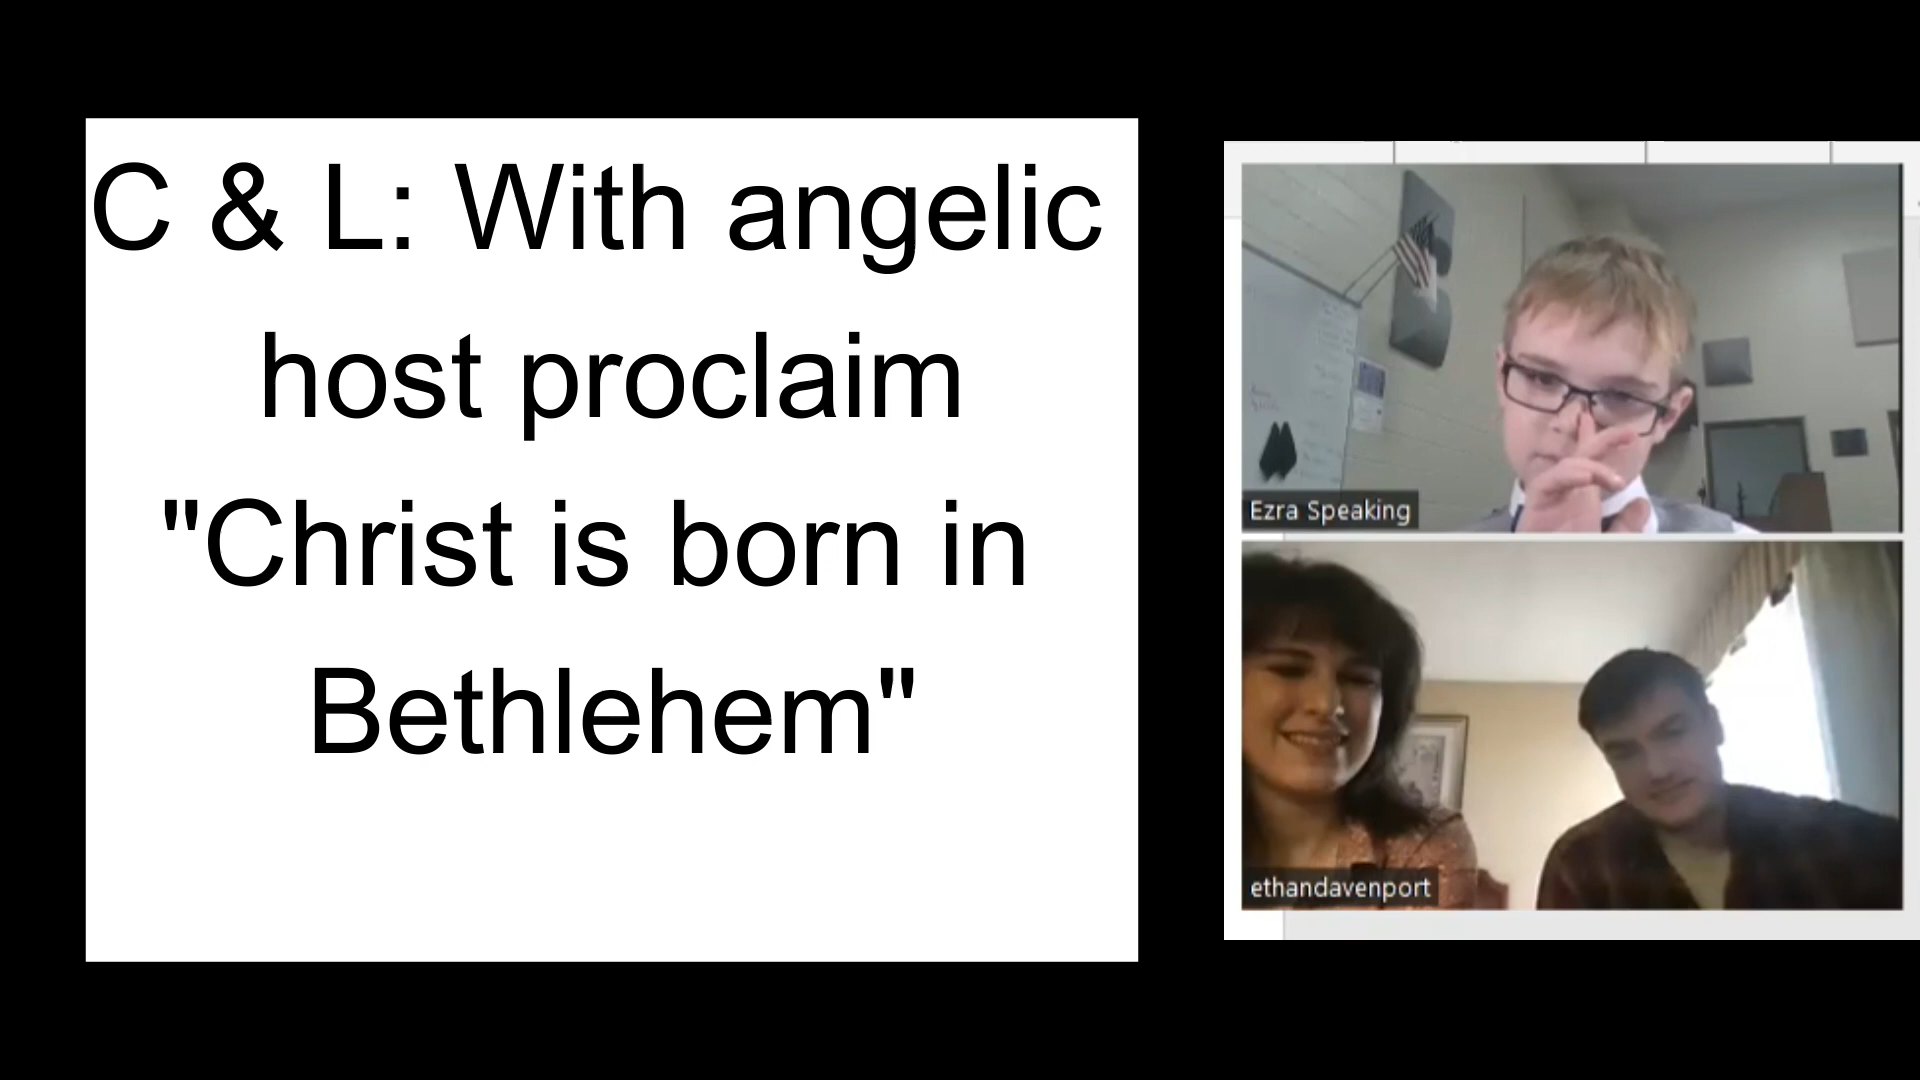 C & L: With angelic
host proclaim
"Christ is born in
Bethlehem"
Ezra Speaking
ethandavenport